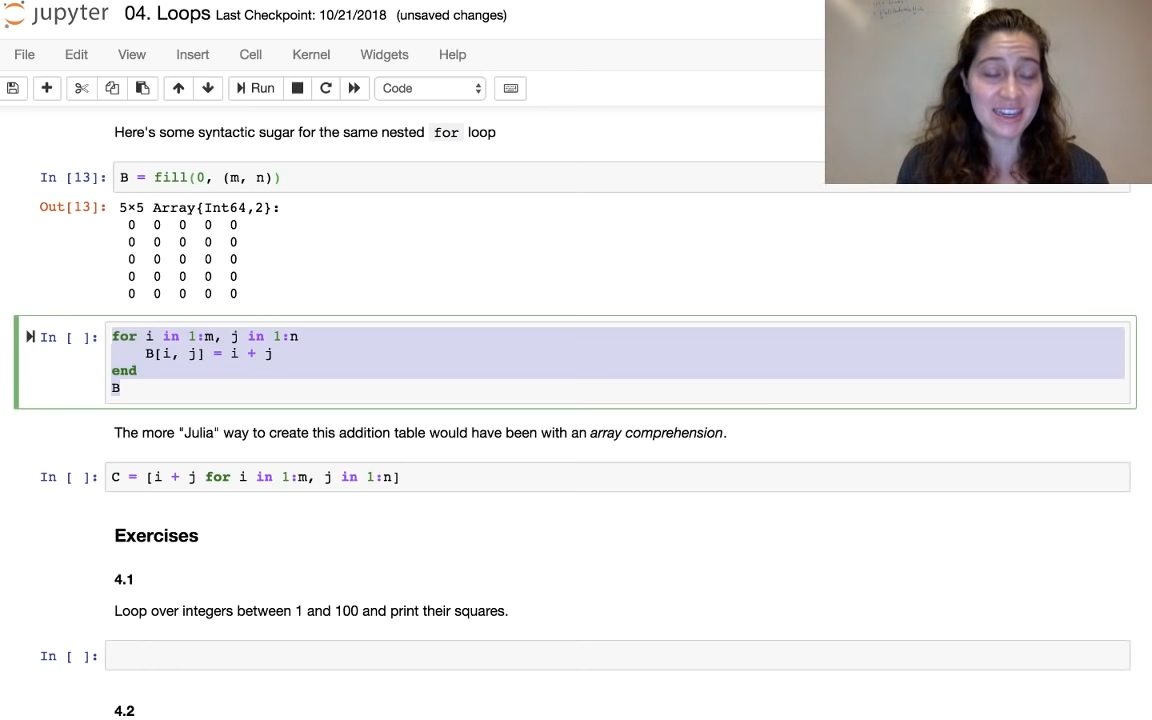 jupyter 04. Loops Last Checkpoint: 10/21/2018 (unsaved changes)
File Edit View Insert Cell Kernel Widgets Help
Run Code
Here's some syntactic sugar for the same nested for loop
In [13]: B = fill(0, (m, n))
Out[13]: 5×5 Array{Int64,2}:
0 0 0 0 0
0 0 0 0 0
0 0 0 0 0
0 0 0 0 0
0 0 0 0 0
In [ ]: for i in 1:m, j in 1:n
B[i, j] = i + j
end
B
The more "Julia" way to create this addition table would have been with an array comprehension.
In [ ]: C = [i + j for i in 1:m, j in 1:n]
Exercises
4.1
Loop over integers between 1 and 100 and print their squares.
In [ ]:
4.2